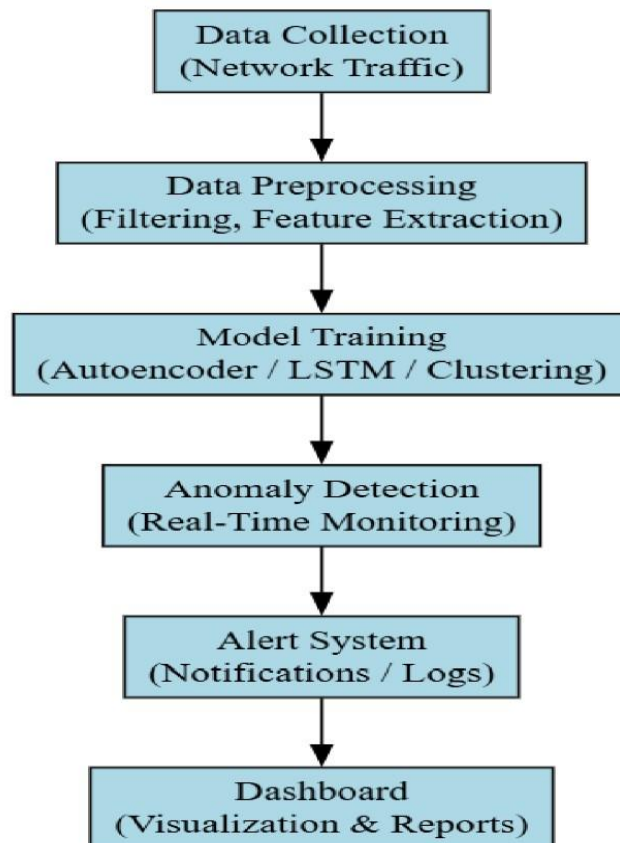 Data Collection
(Network Traffic)
Data Preprocessing
(Filtering, Feature Extraction)
Model Training
(Autoencoder / LSTM / Clustering)
Anomaly Detection
(Real-Time Monitoring)
Alert System
(Notifications / Logs)
Dashboard
(Visualization & Reports)